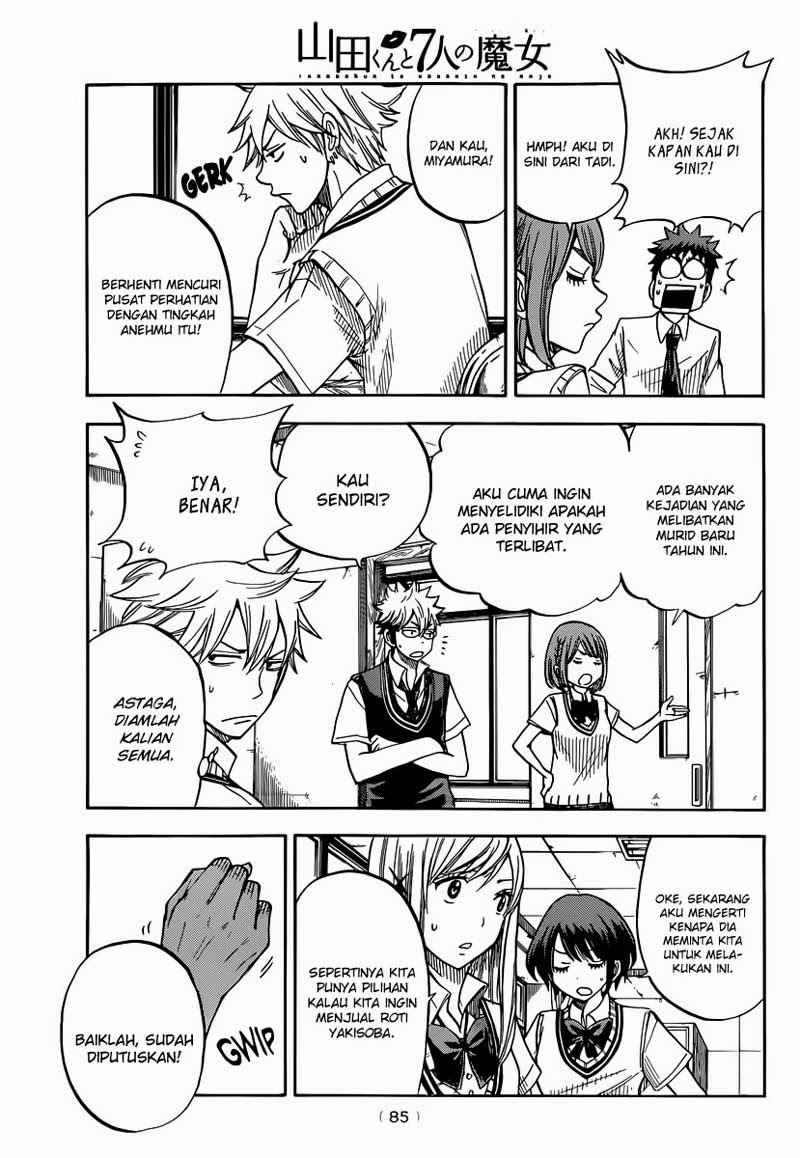 山田くんと7人の魔女
AKH! SEJAK
KAPAN KAU DI
SINI?!
HMPH! AKU DI
SINI DARI TADI.
DAN KAU,
MIYAMURA!
GERK
BERHENTI MENCURI
PUSAT PERHATIAN
DENGAN TINGKAH
ANEHMU ITU!
ADA BANYAK
KEJADIAN YANG
MELIBATKAN
MURID BARU
TAHUN INI.
AKU CUMA INGIN
MENYELIDIKI APAKAH
ADA PENYIHIR YANG
TERLIBAT.
KAU
SENDIRI?
IYA,
BENAR!
ASTAGA,
DIAMLAH
KALIAN
SEMUA.
OKE, SEKARANG
AKU MENGERTI
KENAPA DIA
MEMINTA KITA
UNTUK MELA-
KUKAN INI.
SEPERTINYA KITA
PUNYA PILIHAN
KALAU KITA INGIN
MENJUAL ROTI
YAKISOBA.
GWIP
BAIKLAH, SUDAH
DIPUTUSKAN!
( 85 )